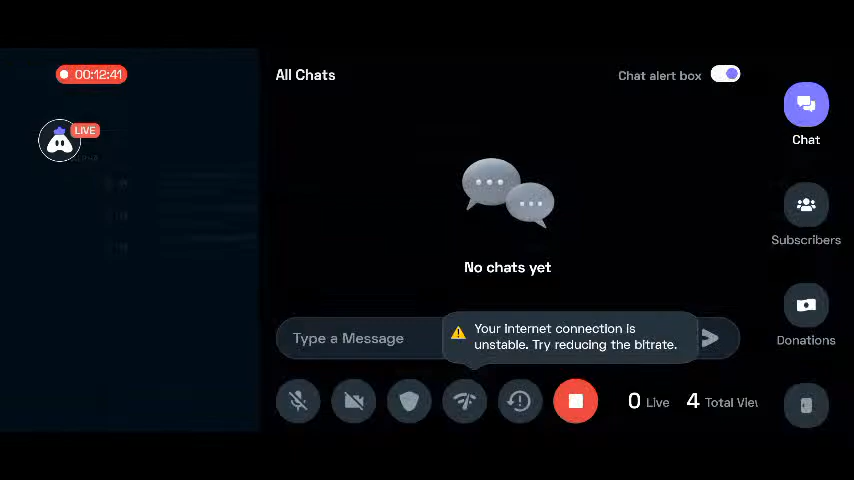 00:12:41
LIVE
All Chats
Chat alert box
Chat
No chats yet
Subscribers
Donations
Type a Message
Your internet connection is
unstable. Try reducing the bitrate.
0 Live
4 Total Viev